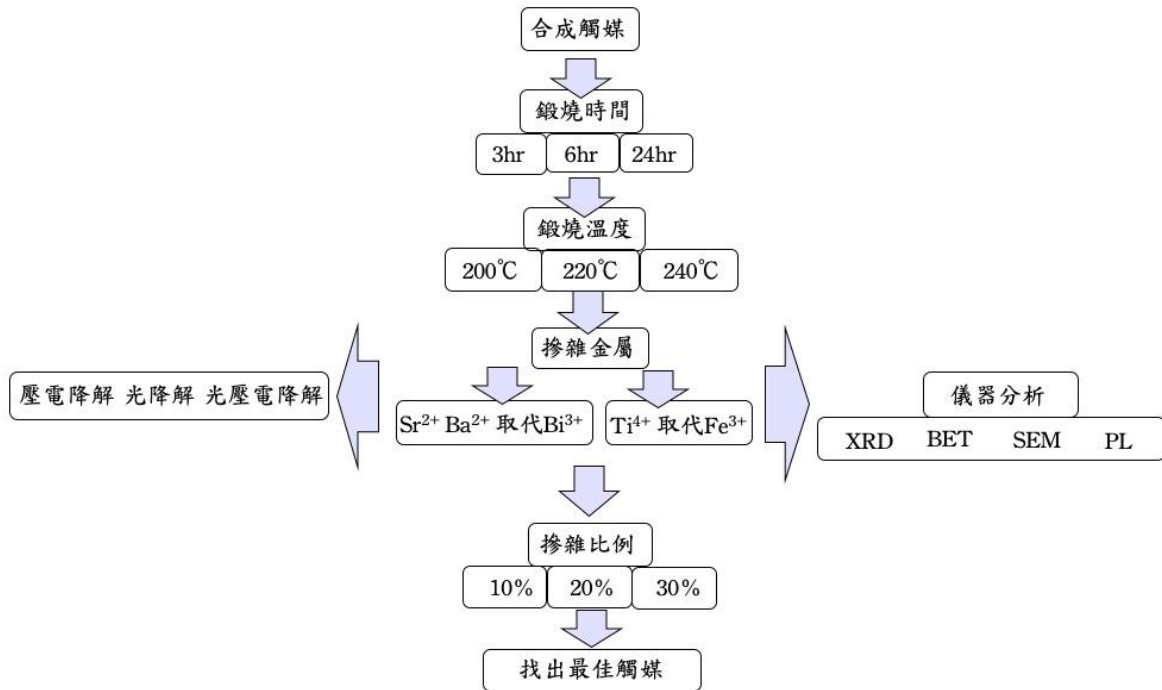 合成觸媒
鍛燒時間
3hr 6hr 24hr
鍛燒溫度
200℃ 220℃ 240℃
摻雜金屬
壓電降解 光降解 光壓電降解
Sr²⁺ Ba²⁺ 取代Bi³⁺
Ti⁴⁺ 取代Fe³⁺
儀器分析
XRD BET SEM PL
摻雜比例
10% 20% 30%
找出最佳觸媒